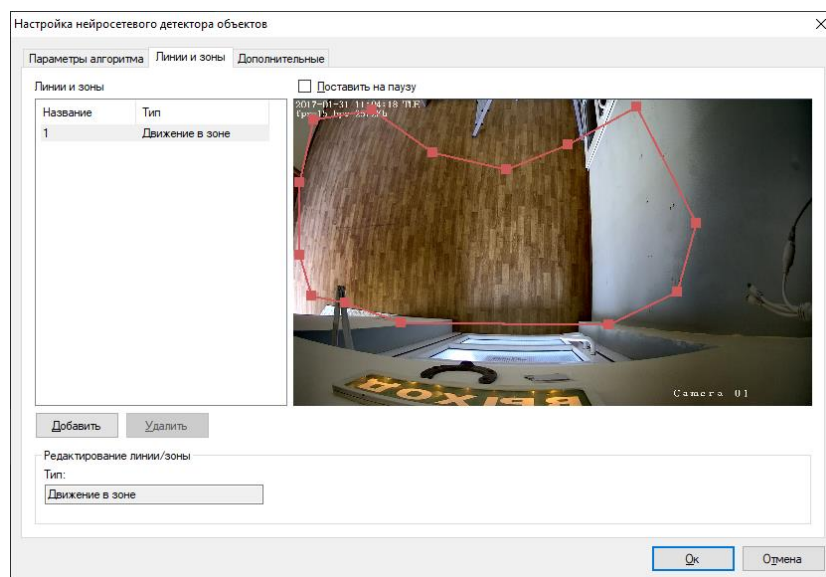 Настройка нейросетевого детектора объектов
Параметры алгоритма Линии и зоны Дополнительные
Линии и зоны
Поставить на паузу
Название Тип
1 Движение в зоне
2017-01-31 11:04:18
Camera 01
ВЫХОД
Добавить Удалить
Редактирование линии/зоны
Тип:
Движение в зоне
Ок Отмена